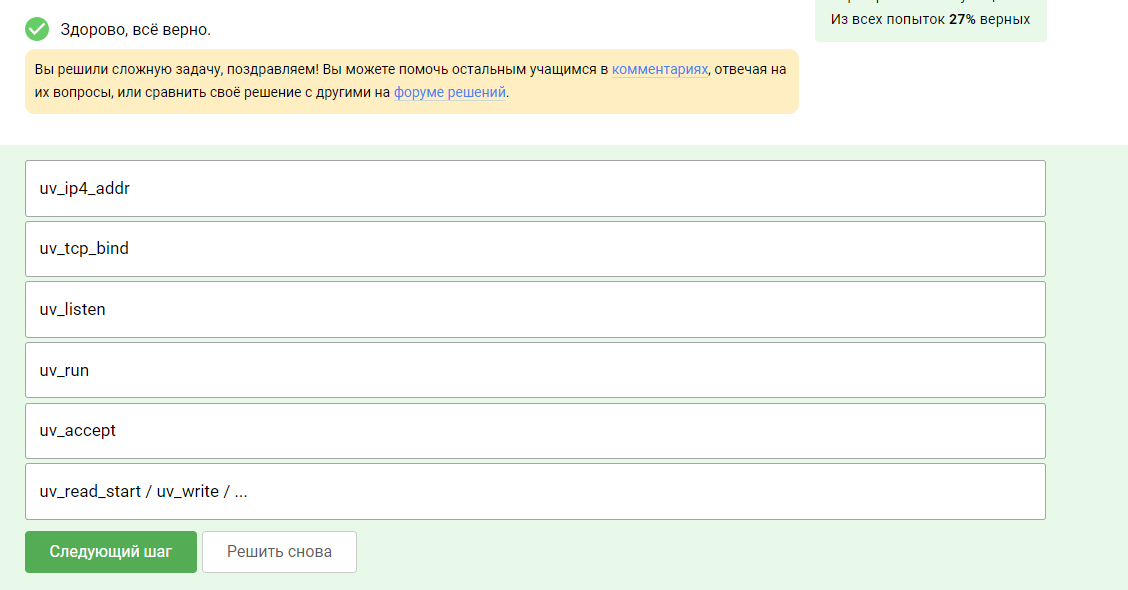 Из всех попыток 27% верных
Здорово, всё верно.
Вы решили сложную задачу, поздравляем! Вы можете помочь остальным учащимся в комментариях, отвечая на
их вопросы, или сравнить своё решение с другими на форуме решений.
uv_ip4_addr
uv_tcp_bind
uv_listen
uv_run
uv_accept
uv_read_start / uv_write / ...
Следующий шаг
Решить снова